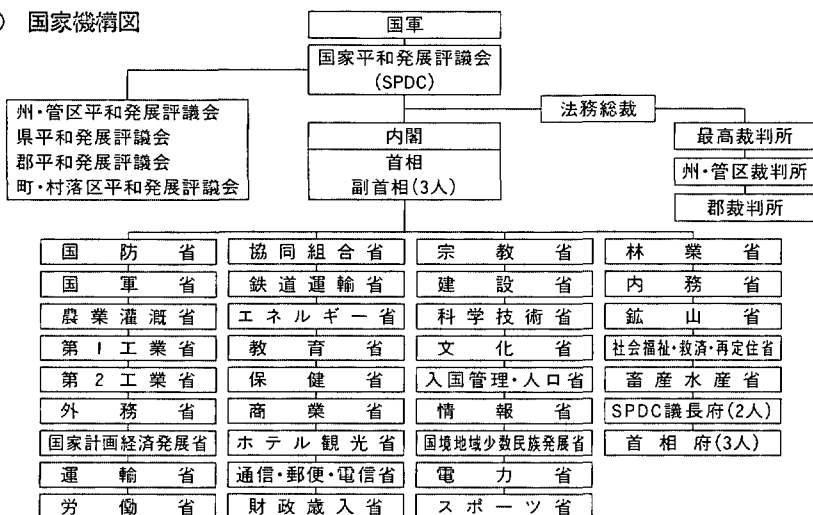 ) 国家機構図
国軍
国家平和発展評議会
(SPDC)
州・管区平和発展評議会
県平和発展評議会
郡平和発展評議会
町・村落区平和発展評議会
法務総裁
内閣
首相
副首相(3人)
最高裁判所
州・管区裁判所
郡裁判所
国防省
協同組合省
宗教省
林業省
国軍省
鉄道運輸省
建設省
内務省
農業灌漑省
エネルギー省
科学技術省
鉱山省
第1工業省
教育省
文化省
社会福祉・救済・再定住省
第2工業省
保健省
入国管理・人口省
畜産水産省
外務省
商業省
情報省
SPDC議長府(2人)
国家計画経済発展省
ホテル観光省
国境地域少数民族発展省
首相府(3人)
運輸省
通信・郵便・電信省
電力省
労働省
財政歳入省
スポーツ省